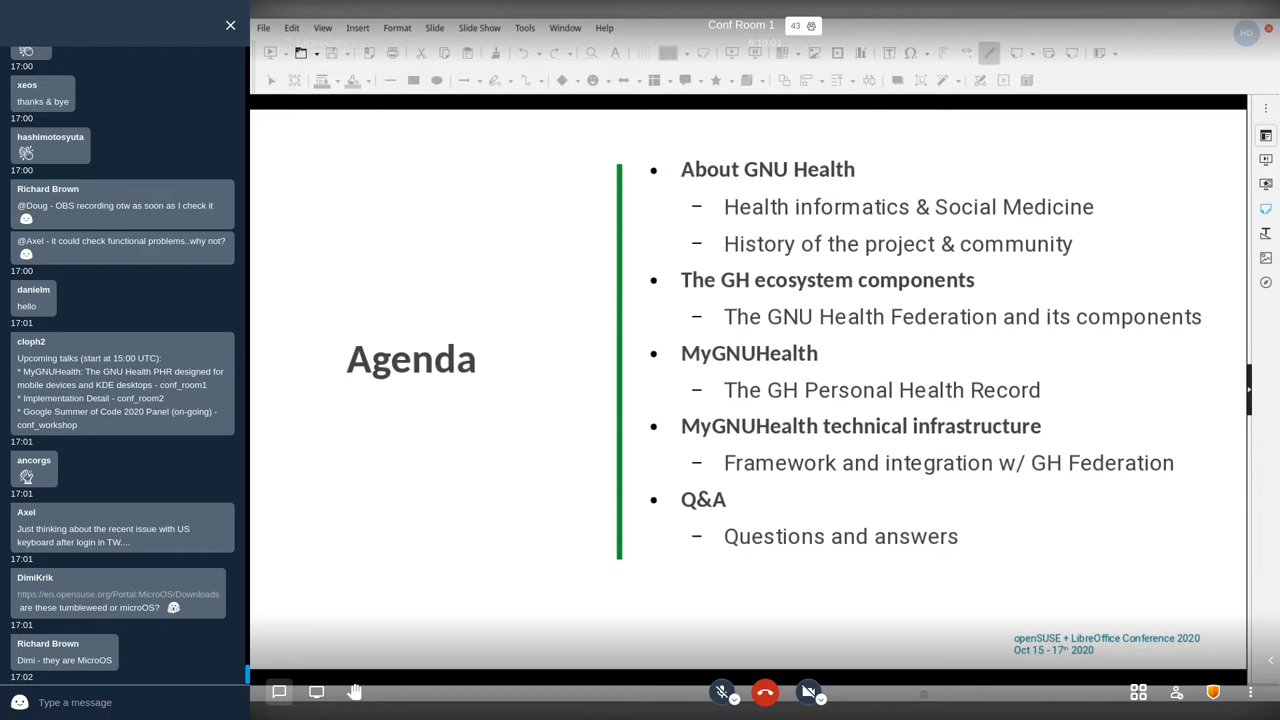 17:00
xeos
thanks & bye
17:00
hashimotosyuta
17:00
Richard Brown
@Doug - OBS recording otw as soon as I check it
@Axel - it could check functional problems..why not?
17:00
danielm
hello
17:01
cloph2
Upcoming talks (start at 15:00 UTC):
* MyGNUHealth: The GNU Health PHR designed for
mobile devices and KDE desktops - conf_room1
* Implementation Detail - conf_room2
* Google Summer of Code 2020 Panel (on-going) -
conf_workshop
17:01
ancorgs
17:01
Axel
Just thinking about the recent issue with US
keyboard after login in TW....
17:01
DimiKrik
https://en.opensuse.org/Portal:MicroOS/Downloads
are these tumbleweed or microOS?
17:01
Richard Brown
Dimi - they are MicroOS
17:02
Type a message
File Edit View Insert Format Slide Slide Show Tools Window Help
Conf Room 1
43
HD
Agenda
• About GNU Health
– Health informatics & Social Medicine
– History of the project & community
• The GH ecosystem components
– The GNU Health Federation and its components
• MyGNUHealth
– The GH Personal Health Record
• MyGNUHealth technical infrastructure
– Framework and integration w/ GH Federation
• Q&A
– Questions and answers
openSUSE + LibreOffice Conference 2020
Oct 15 - 17th 2020